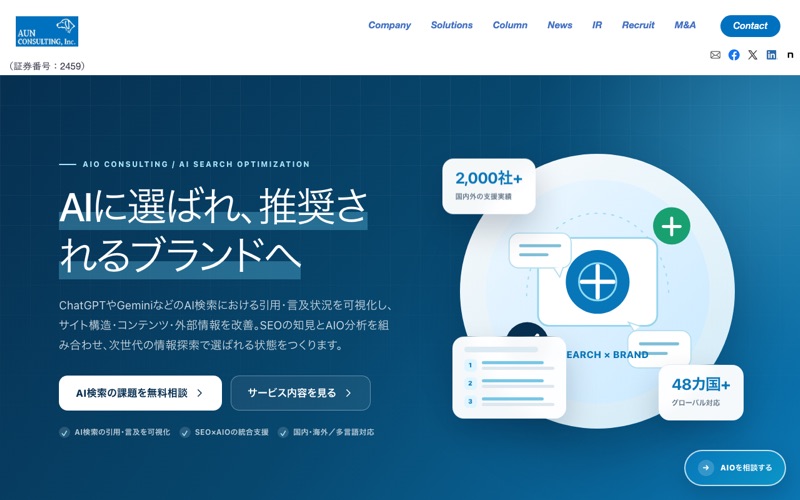 AUN
CONSULTING, Inc.
（証券番号：2459）
Company Solutions Column News IR Recruit M&A Contact
n
AIO CONSULTING / AI SEARCH OPTIMIZATION
AIに選ばれ、推奨さ
れるブランドへ
ChatGPTやGeminiなどのAI検索における引用・言及状況を可視化し、
サイト構造・コンテンツ・外部情報を改善。SEOの知見とAIO分析を組
み合わせ、次世代の情報探索で選ばれる状態をつくります。
AI検索の課題を無料相談
サービス内容を見る
AI検索の引用・言及を可視化
SEO×AIOの統合支援
国内・海外／多言語対応
2,000社+
国内外の支援実績
EARCH × BRAND
1
2
3
48カ国+
グローバル対応
AIOを相談する